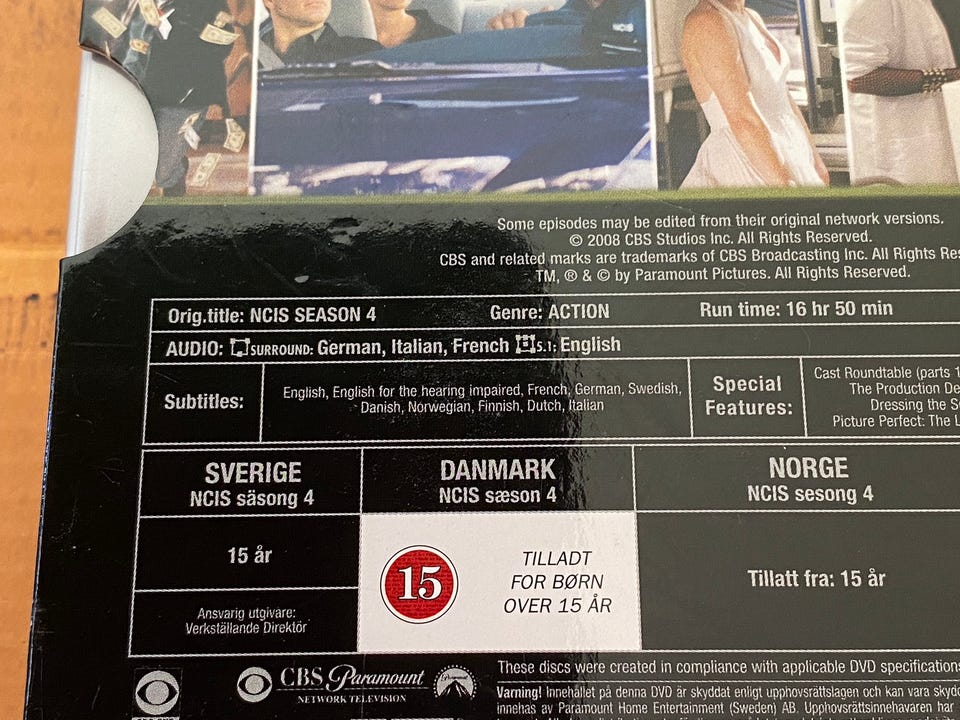 NCIS
Some episodes may be edited from their original network versions.
© 2008 CBS Studios Inc. All Rights Reserved.
CBS and related marks are trademarks of CBS Broadcasting Inc. All Rights Re
TM, ® & © by Paramount Pictures. All Rights Reserved.
Orig.title: NCIS SEASON 4 Genre: ACTION Run time: 16 hr 50 min
AUDIO: SURROUND: German, Italian, French 5.1: English
Subtitles:
English, English for the hearing impaired, French, German, Swedish,
Danish, Norwegian, Finnish, Dutch, Italian
Special
Features:
Cast Roundtable (parts 1
The Production De
Dressing the S
Picture Perfect: The L
SVERIGE
NCIS säsong 4
15 år
Ansvarig utgivare:
Verkställande Direktör
DANMARK
NCIS sæson 4
15
TILLADT
FOR BØRN
OVER 15 ÅR
NORGE
NCIS sesong 4
Tillatt fra: 15 år
CBS Paramount
NETWORK TELEVISION
These discs were created in compliance with applicable DVD specifications
Varning! Innehållet på denna DVD är skyddat enligt upphovsrättslagen och kan vara skydd
innehas av Paramount Home Entertainment (Sweden) AB. Upphovsrättsinnehavaren har